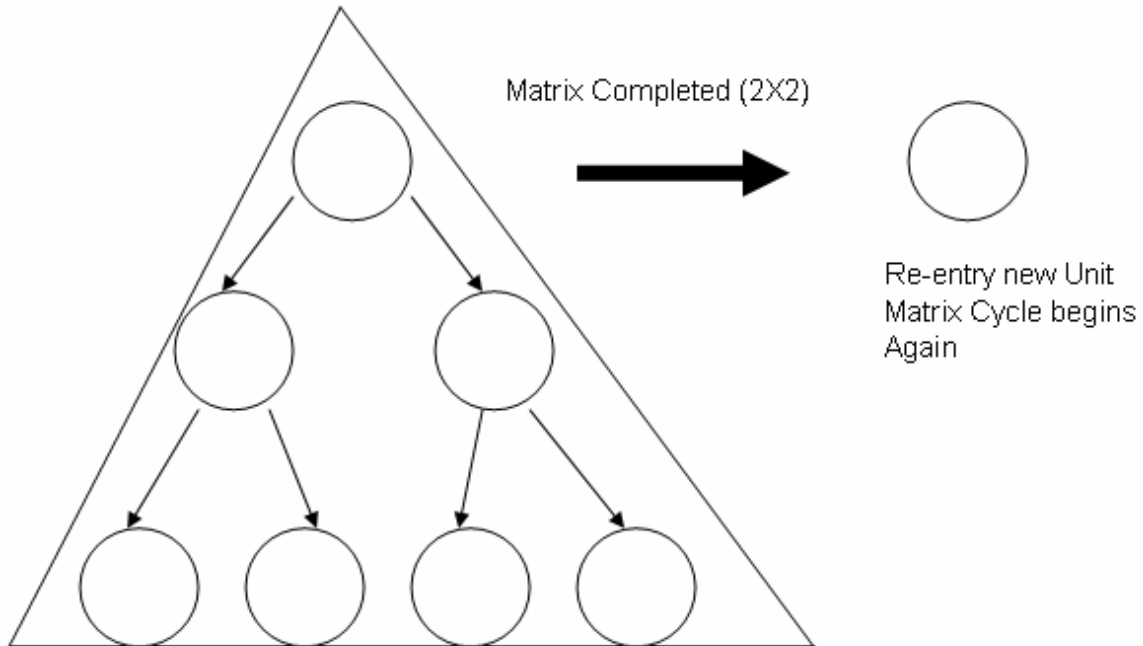 Matrix Completed (2X2)
Re-entry new Unit
Matrix Cycle begins
Again